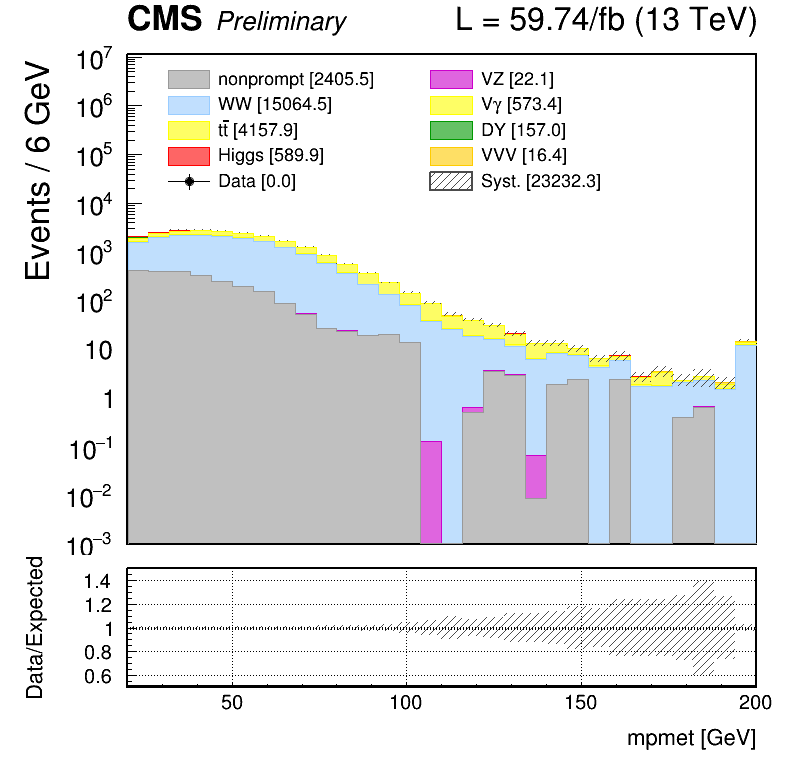 CMS Preliminary L = 59.74/fb (13 TeV)
Events / 6 GeV
10⁷
10⁶
10⁵
10⁴
10³
10²
10
1
10⁻¹
10⁻²
10⁻³
nonprompt [2405.5]
WW [15064.5]
tt̄ [4157.9]
Higgs [589.9]
Data [0.0]
VZ [22.1]
Vγ [573.4]
DY [157.0]
VVV [16.4]
Syst. [23232.3]
Data/Expected
1.4
1.2
1
0.8
0.6
50 100 150 200
mpmet [GeV]